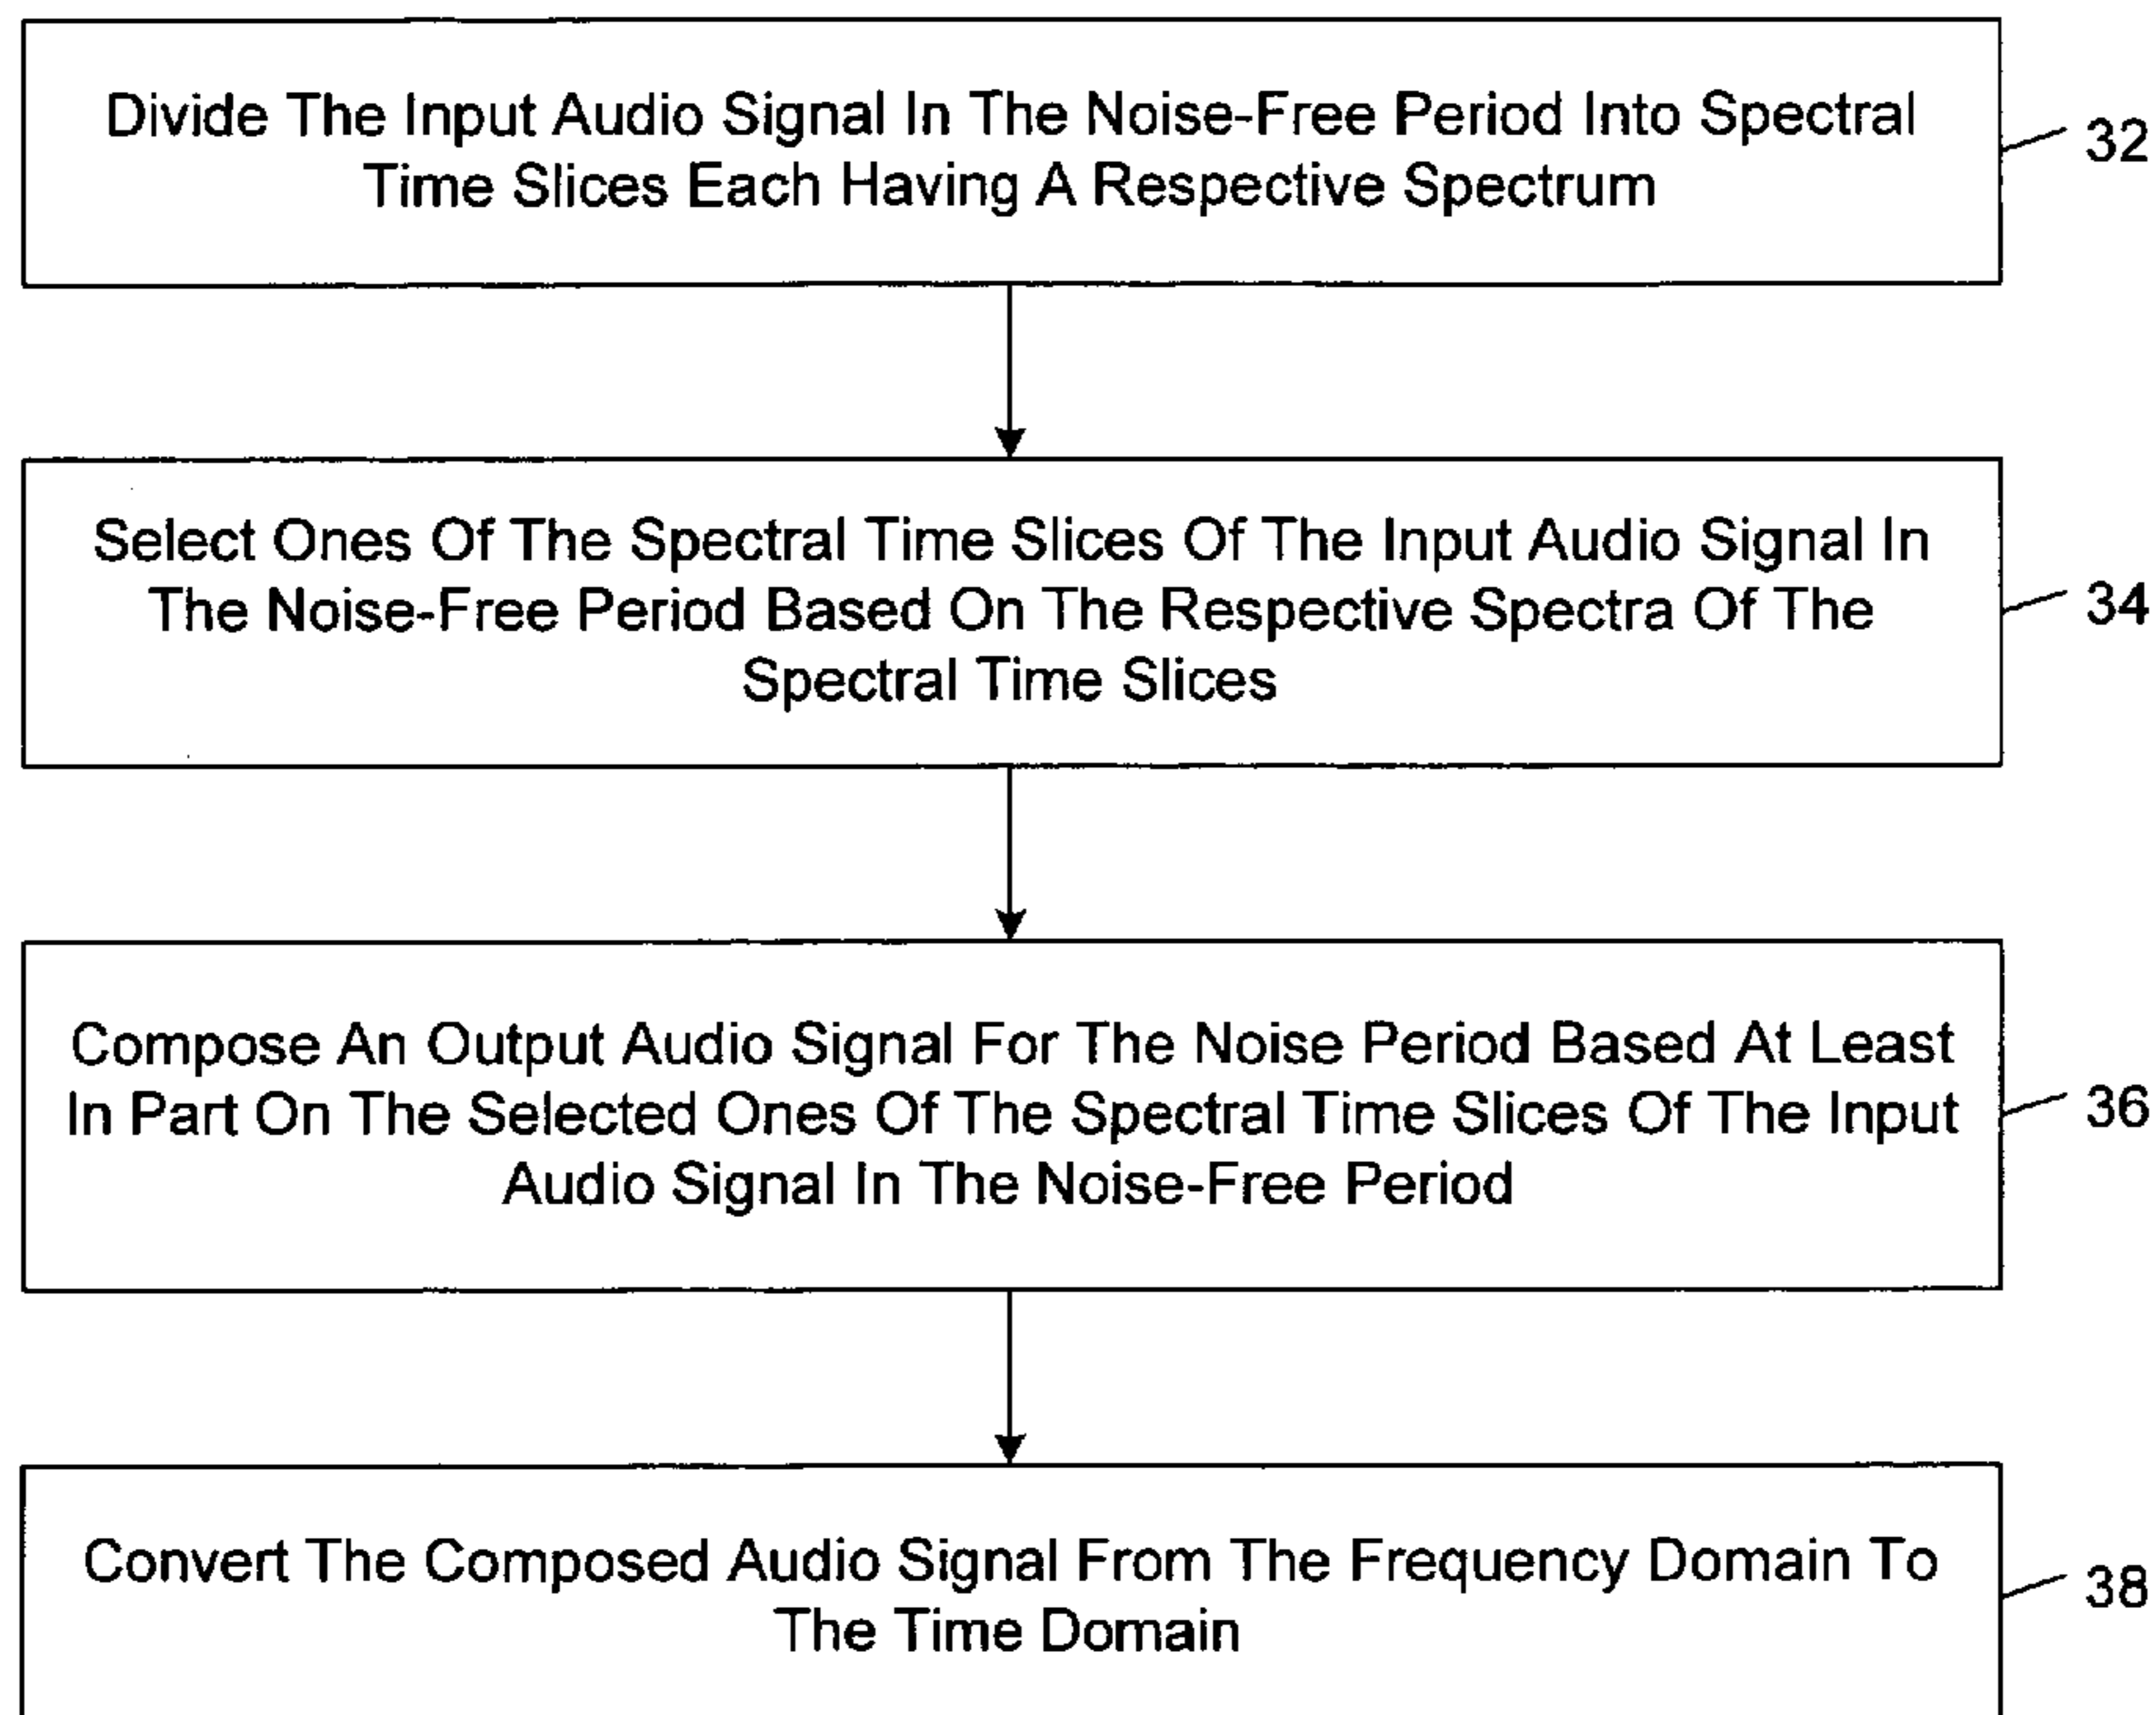 Divide The Input Audio Signal In The Noise-Free Period Into Spectral
Time Slices Each Having A Respective Spectrum
32
Select Ones Of The Spectral Time Slices Of The Input Audio Signal In
The Noise-Free Period Based On The Respective Spectra Of The
Spectral Time Slices
34
Compose An Output Audio Signal For The Noise Period Based At Least
In Part On The Selected Ones Of The Spectral Time Slices Of The Input
Audio Signal In The Noise-Free Period
36
Convert The Composed Audio Signal From The Frequency Domain To
The Time Domain
38